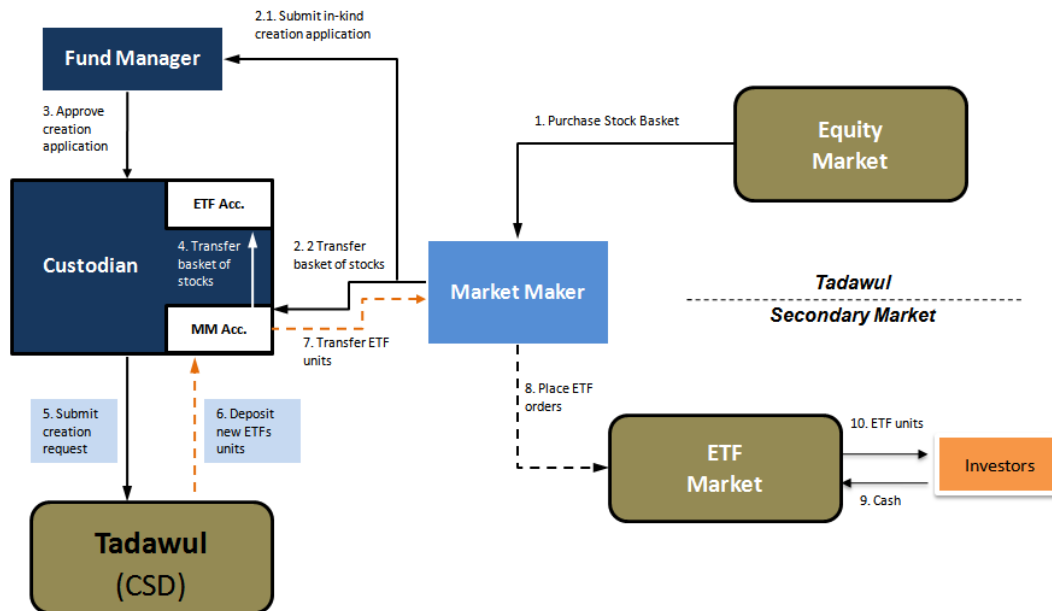 2.1. Submit in-kind
creation application
Fund Manager
3. Approve
creation
application
1. Purchase Stock Basket
Equity
Market
ETF Acc.
Custodian
4. Transfer
basket of
stocks
2. 2 Transfer
basket of stocks
Market Maker
Tadawul
Secondary Market
MM Acc.
7. Transfer ETF
units
5. Submit
creation
request
6. Deposit
new ETFs
units
8. Place ETF
orders
ETF
Market
10. ETF units
Investors
9. Cash
Tadawul
(CSD)